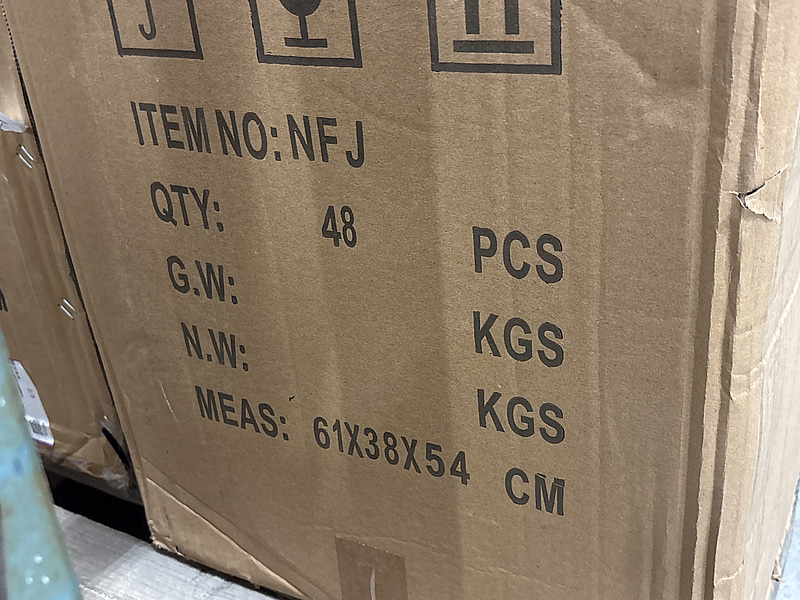 ITEM NO: NFJ
QTY: 48 PCS
G.W: KGS
N.W: KGS
MEAS: 61X38X54 CM